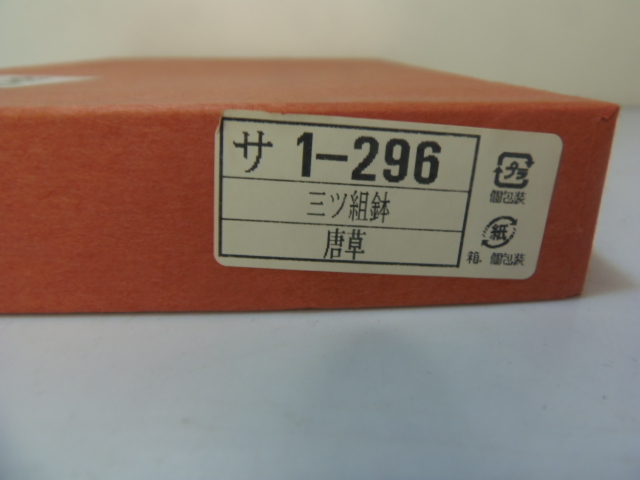 サ 1-296
三ツ組鉢
唐草
プラ
個包装
紙
箱、個包装